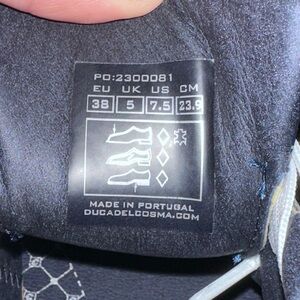 PO:2300081
EU UK US CM
38 5 7.5 23.9
MADE IN PORTUGAL
DUCADELCOSMA.COM